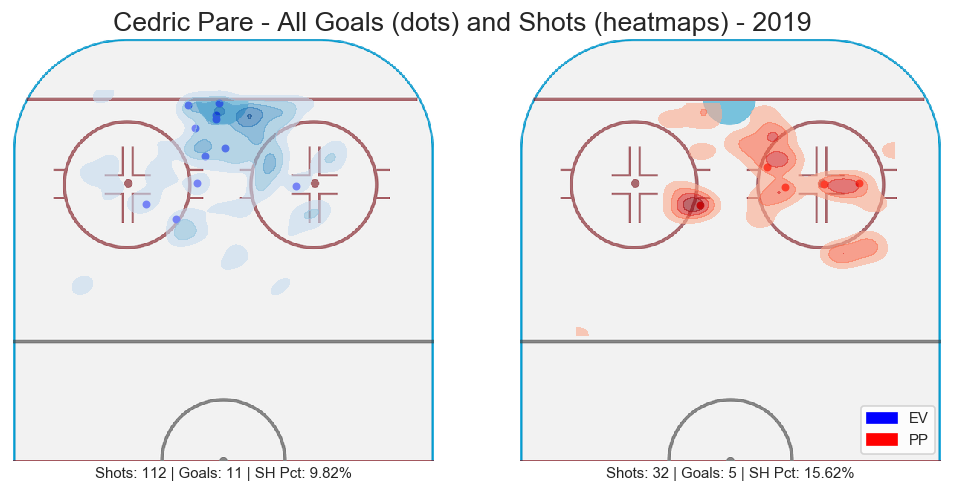 Cedric Pare - All Goals (dots) and Shots (heatmaps) - 2019
EV
PP
Shots: 112 | Goals: 11 | SH Pct: 9.82%
Shots: 32 | Goals: 5 | SH Pct: 15.62%